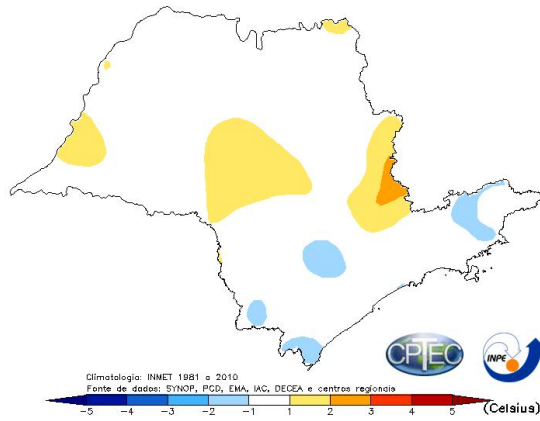 CPTEC
INPE
Climatologia: INMET 1981 a 2010
Fonte de dados: SYNOP, PCD, EMA, IAC, DECEA e centros regionais
-5 -4 -3 -2 -1 1 2 3 4 5 (Celsius)